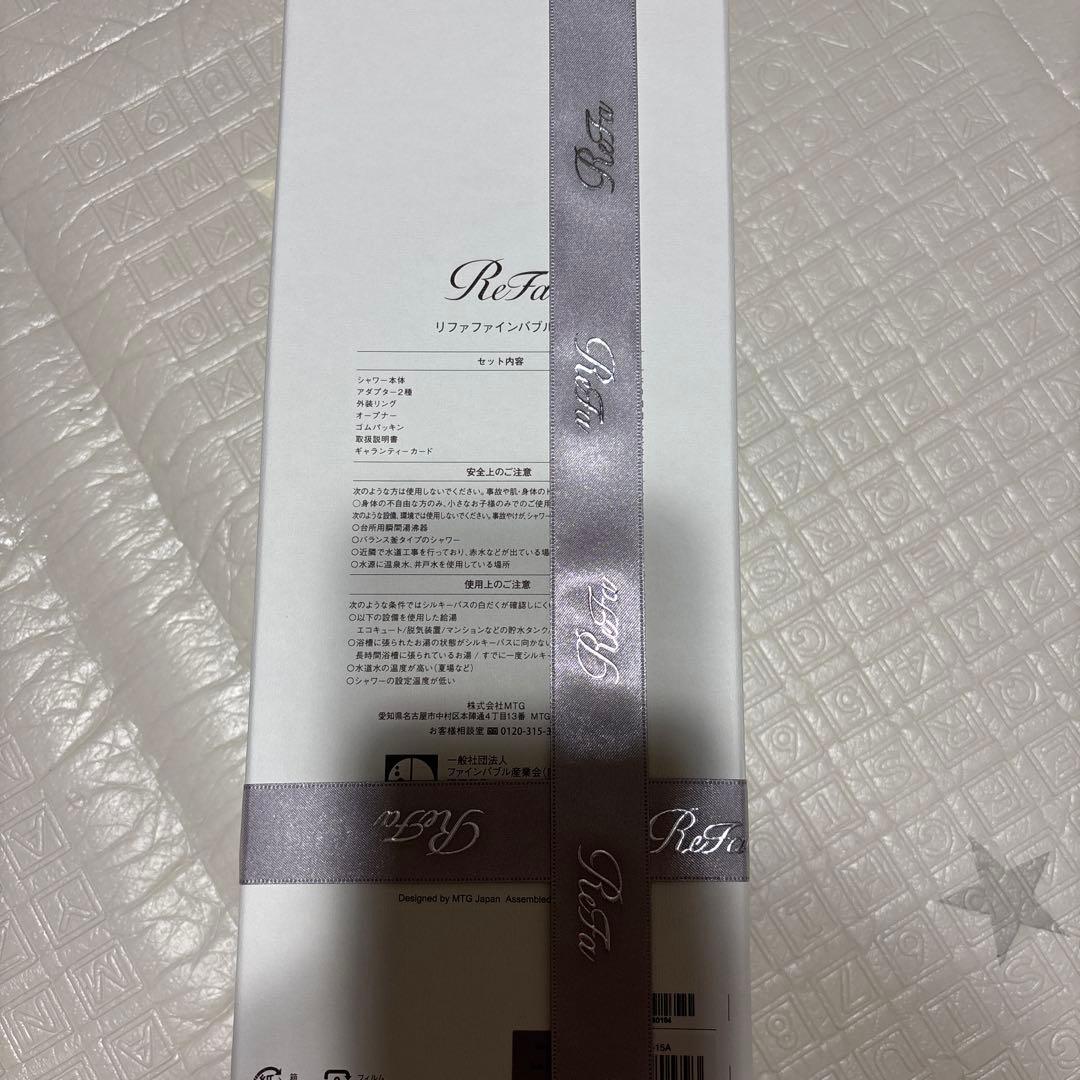 ReFa
ReFa
リファファインバブル
ReFa
セット内容
シャワー本体
アダプター2種
外装リング
オープナー
ゴムパッキン
取扱説明書
ギャランティーカード
安全上のご注意
次のような方は使用しないでください。事故や肌・身体の
○身体の不自由な方のみ、小さなお子様のみでのご使用
次のような設備、環境では使用しないでください。事故やけが、シャワー
○台所用瞬間湯沸器
○バランス釜タイプのシャワー
○近隣で水道工事を行っており、赤水などが出ている場
○水源に温泉水、井戸水を使用している場所
使用上のご注意
ReFa
次のような条件ではシルキーバスの白だくが確認しにく
○以下の設備を使用した給湯
エコキュート/脱気装置/マンションなどの貯水タンク
○浴槽に張られたお湯の状態がシルキーバスに向かない
長時間浴槽に張られているお湯 / すでに一度シルキー
○水道水の温度が高い(夏場など)
○シャワーの設定温度が低い
株式会社MTG
愛知県名古屋市中村区本陣通4丁目13番 MTG
お客様相談室 0120-315-3
一般社団法人
ファインバブル産業会
ReFa
ReFa
ReFa
Designed by MTG Japan Assembled
80194
-15A
紙
箱
フィルム